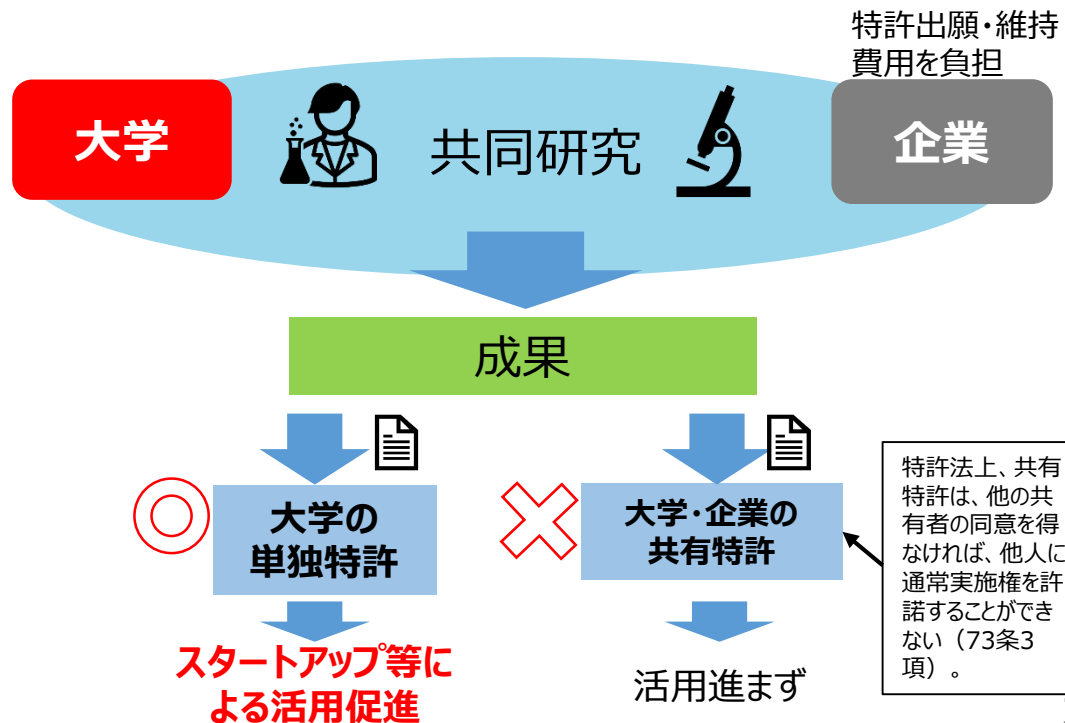 特許出願・維持
費用を負担
大学
共同研究
企業
成果
大学の
単独特許
大学・企業の
共有特許
特許法上、共有
特許は、他の共
有者の同意を得
なければ、他人に
通常実施権を許
諾することができ
ない（73条3
項）。
スタートアップ等に
よる活用促進
活用進まず